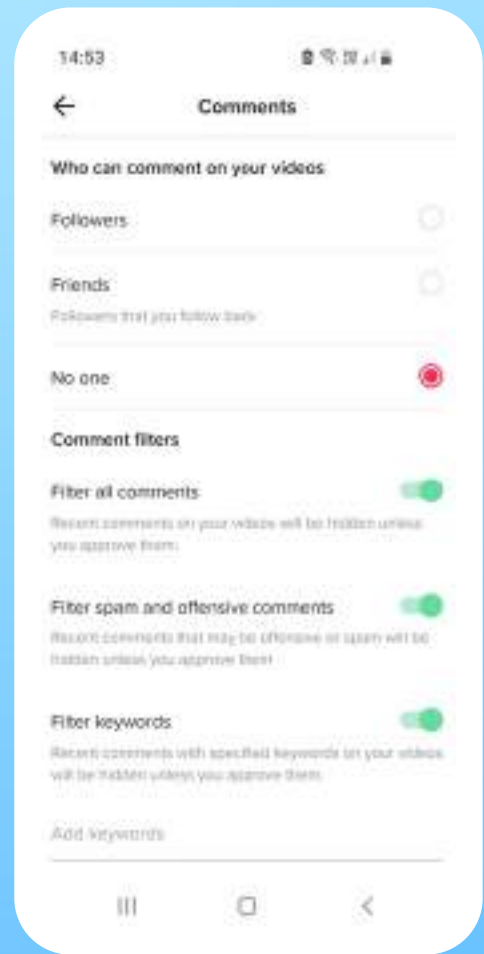 14:53
Comments
Who can comment on your videos
Followers
Friends
Followers that you follow back
No one
Comment filters
Filter all comments
Recent comments on your videos will be hidden unless
you approve them.
Filter spam and offensive comments
Recent comments that may be offensive or spam will be
hidden unless you approve them
Filter keywords
Recent comments with specified keywords on your videos
will be hidden unless you approve them.
Add keywords